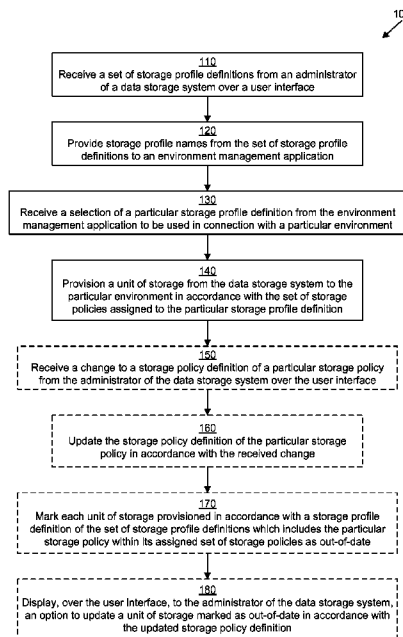 10
110
Receive a set of storage profile definitions from an administrator
of a data storage system over a user interface
120
Provide storage profile names from the set of storage profile
definitions to an environment management application
130
Receive a selection of a particular storage profile definition from the environment
management application to be used in connection with a particular environment
140
Provision a unit of storage from the data storage system to the
particular environment in accordance with the set of storage
policies assigned to the particular storage profile definition
150
Receive a change to a storage policy definition of a particular storage policy
from the administrator of the data storage system over the user interface
160
Update the storage policy definition of the particular storage
policy in accordance with the received change
170
Mark each unit of storage provisioned in accordance with a storage profile
definition of the set of storage profile definitions which includes the particular
storage policy within its assigned set of storage policies as out-of-date
180
Display, over the user Interface, to the administrator of the data storage system,
an option to update a unit of storage marked as out-of-date in accordance with
the updated storage policy definition